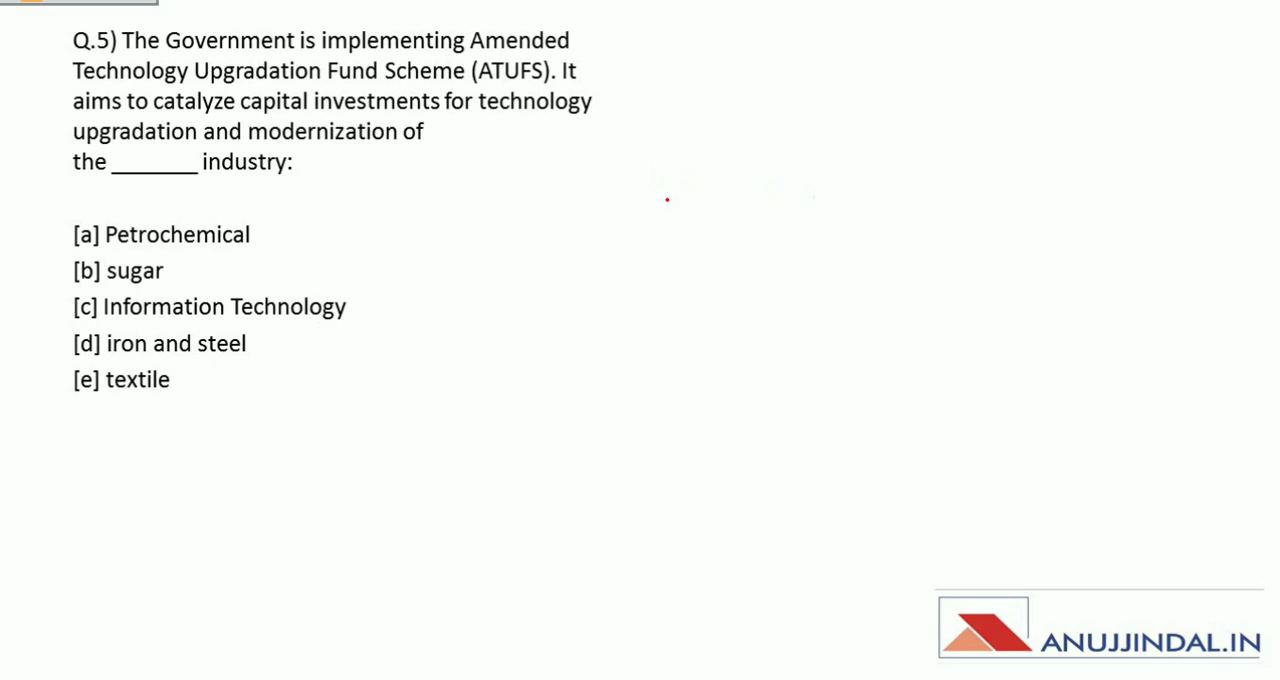 Q.5) The Government is implementing Amended
Technology Upgradation Fund Scheme (ATUFS). It
aims to catalyze capital investments for technology
upgradation and modernization of
the _______ industry:
[a] Petrochemical
[b] sugar
[c] Information Technology
[d] iron and steel
[e] textile
ANUJJINDAL.IN